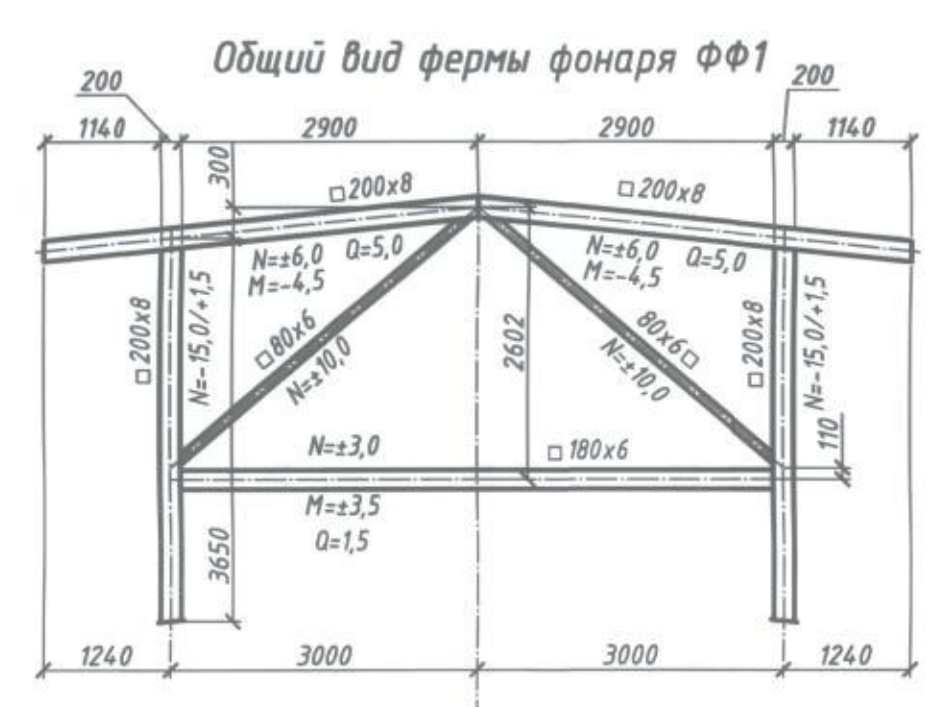 Общий вид фермы фонаря ФФ1
200
200
1140
2900
2900
1140
300
□ 200x8
□ 200x8
N=±6,0 Q=5,0
M=-4,5
N=±6,0 Q=5,0
M=-4,5
□ 200x8
N=-15,0/+1,5
□ 80x6
N=±10,0
2602
80x6 □
N=±10,0
□ 200x8
N=-15,0/+1,5
110
N=±3,0
□ 180x6
M=±3,5
Q=1,5
3650
1240
3000
3000
1240